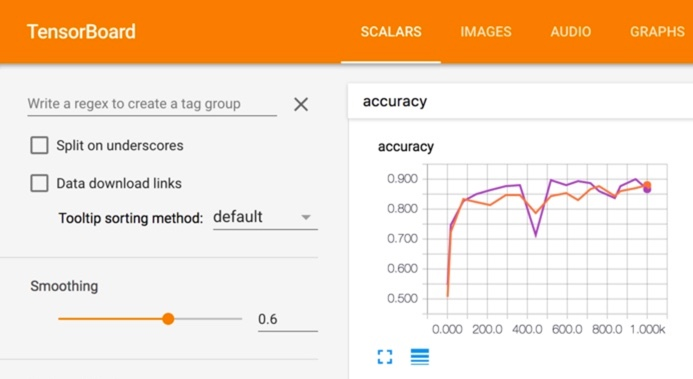 TensorBoard
SCALARS IMAGES AUDIO GRAPHS
Write a regex to create a tag group
Split on underscores
Data download links
Tooltip sorting method: default
Smoothing
0.6
accuracy
accuracy
0.900
0.800
0.700
0.600
0.500
0.000 200.0 400.0 600.0 800.0 1.000k